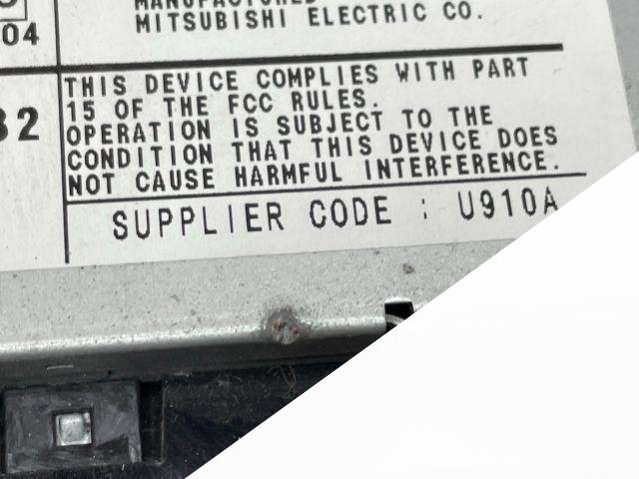 04
MANUFACTURED
MITSUBISHI ELECTRIC CO.
32
THIS DEVICE COMPLIES WITH PART
15 OF THE FCC RULES.
OPERATION IS SUBJECT TO THE
CONDITION THAT THIS DEVICE DOES
NOT CAUSE HARMFUL INTERFERENCE.
SUPPLIER CODE : U910A